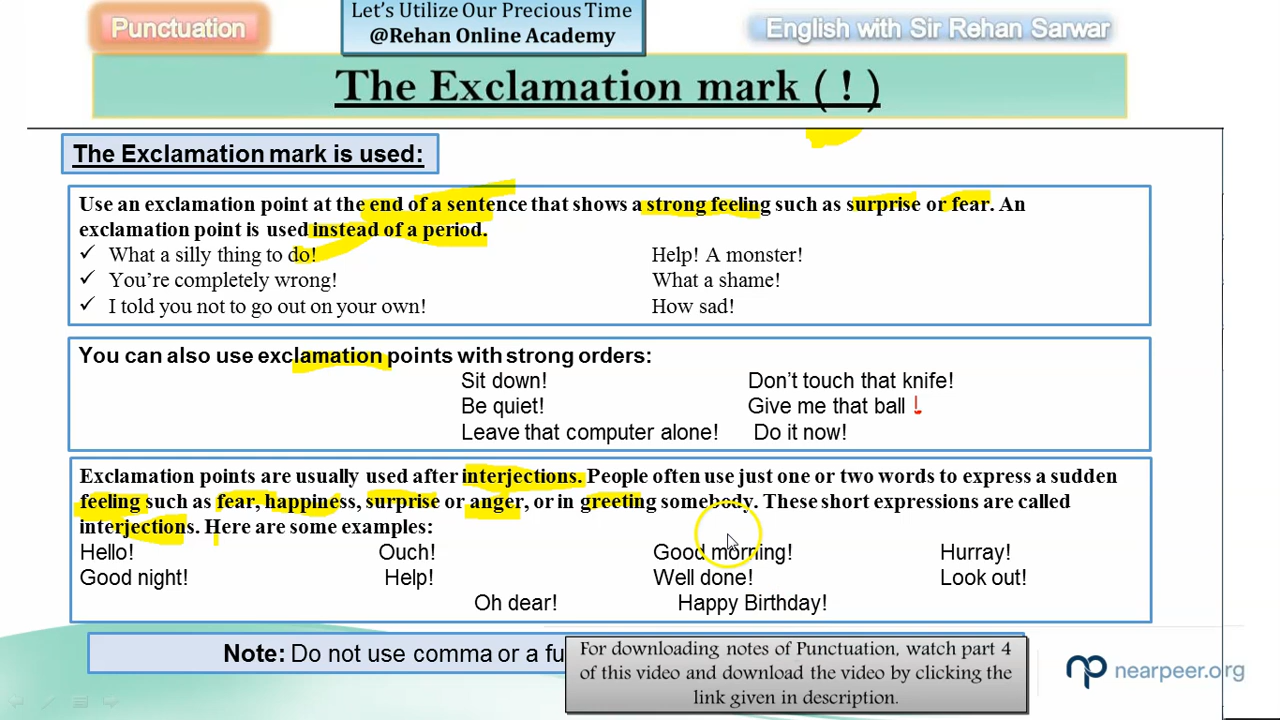 Punctuation
Let's Utilize Our Precious Time
@Rehan Online Academy
English with Sir Rehan Sarwar
The Exclamation mark ( ! )
The Exclamation mark is used:
Use an exclamation point at the end of a sentence that shows a strong feeling such as surprise or fear. An
exclamation point is used instead of a period.
✓ What a silly thing to do! Help! A monster!
✓ You're completely wrong! What a shame!
✓ I told you not to go out on your own! How sad!
You can also use exclamation points with strong orders:
Sit down! Don't touch that knife!
Be quiet! Give me that ball !
Leave that computer alone! Do it now!
Exclamation points are usually used after interjections. People often use just one or two words to express a sudden
feeling such as fear, happiness, surprise or anger, or in greeting somebody. These short expressions are called
interjections. Here are some examples:
Hello! Ouch! Good morning! Hurray!
Good night! Help! Well done! Look out!
Oh dear! Happy Birthday!
Note: Do not use comma or a fu
For downloading notes of Punctuation, watch part 4
of this video and download the video by clicking the
link given in description.
nearpeer.org